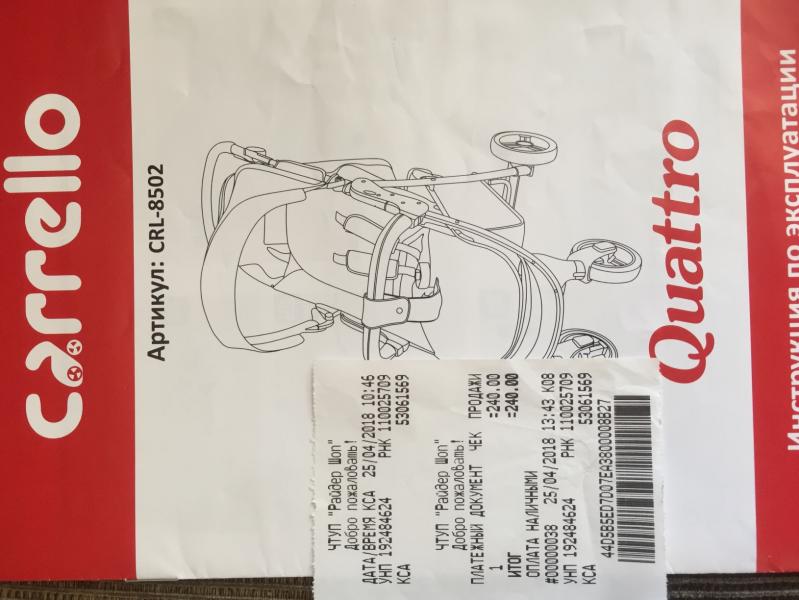 carrello
Артикул: CRL-8502
Quattro
Инструкция по эксплуатации
ЧТУП "Райдер Шоп"
Добро пожаловать!
ДАТА/ВРЕМЯ КСА 25/04/2018 10:46
УНП 192484624 РНК 110025709
КСА 53061569
ЧТУП "Райдер Шоп"
Добро пожаловать!
ПЛАТЕЖНЫЙ ДОКУМЕНТ ЧЕК ПРОДАЖИ
1 =240.00
ИТОГ =240.00
ОПЛАТА НАЛИЧНЫМИ
#00000038 25/04/2018 13:43 К08
УНП 192484624 РНК 110025709
КСА 53061569
44D5B5ED7D07EA3800008B27